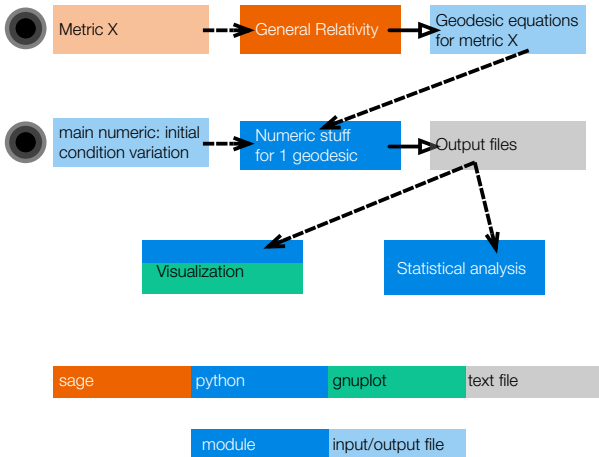 Metric X
General Relativity
Geodesic equations
for metric X
main numeric: initial
condition variation
Numeric stuff
for 1 geodesic
Output files
Visualization
Statistical analysis
sage
python
gnuplot
text file
module
input/output file